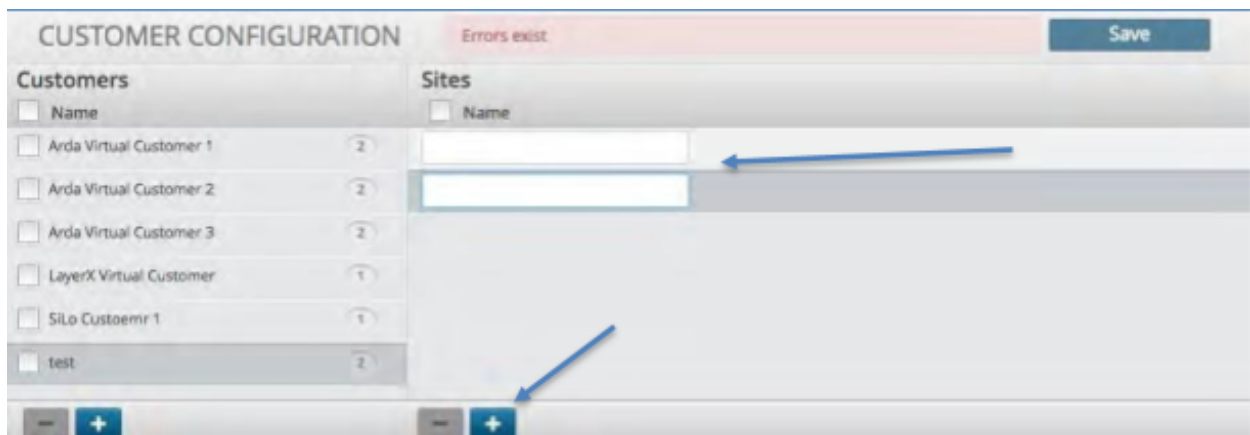 CUSTOMER CONFIGURATION Errors exist Save
Customers Sites
Name Name
Arda Virtual Customer 1 2
Arda Virtual Customer 2 2
Arda Virtual Customer 3 2
LayerX Virtual Customer 1
SiLo Custoemr 1 1
test 2
- + - +